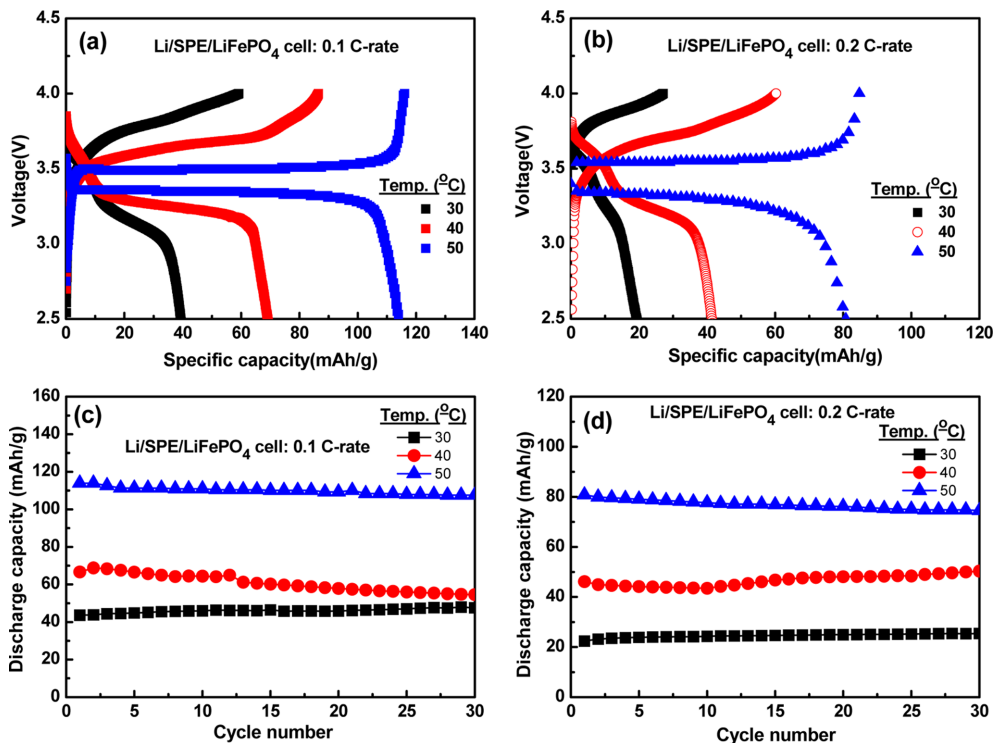 (a)
Li/SPE/LiFePO4 cell: 0.1 C-rate
4.5
4.0
3.5
3.0
2.5
Voltage(V)
Temp. (OC)
30
40
50
0 20 40 60 80 100 120 140
Specific capacity(mAh/g)
(b)
Li/SPE/LiFePO4 cell: 0.2 C-rate
4.5
4.0
3.5
3.0
2.5
Voltage(V)
Temp. (OC)
30
40
50
0 20 40 60 80 100 120
Specific capacity(mAh/g)
(c)
Temp. (OC)
30
40
50
Li/SPE/LiFePO4 cell: 0.1 C-rate
160
140
120
100
80
60
40
20
0
Discharge capacity (mAh/g)
0 5 10 15 20 25 30
Cycle number
Li/SPE/LiFePO4 cell: 0.2 C-rate
(d)
Temp. (OC)
30
40
50
120
100
80
60
40
20
0
Discharge capacity (mAh/g)
0 5 10 15 20 25 30
Cycle number